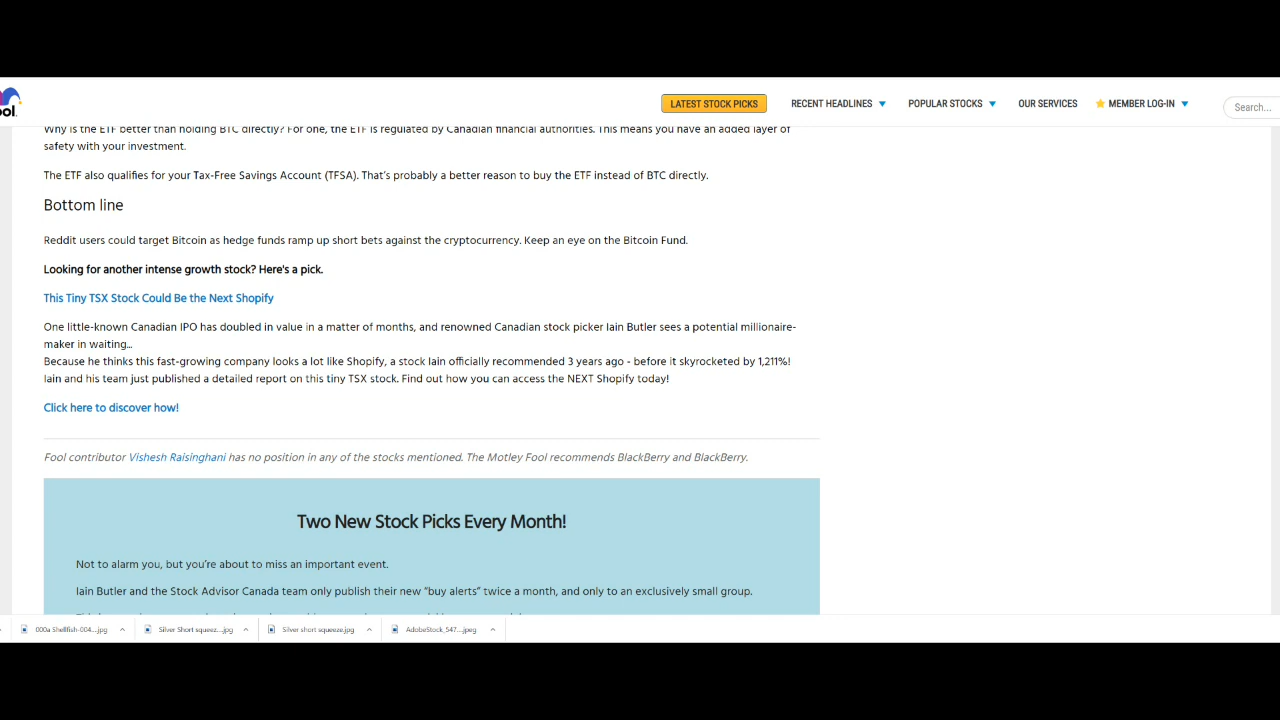 ool.
LATEST STOCK PICKS
RECENT HEADLINES
POPULAR STOCKS
OUR SERVICES
MEMBER LOG-IN
Search...
Why is the ETF better than holding BTC directly? For one, the ETF is regulated by Canadian financial authorities. This means you have an added layer of
safety with your investment.
The ETF also qualifies for your Tax-Free Savings Account (TFSA). That's probably a better reason to buy the ETF instead of BTC directly.
Bottom line
Reddit users could target Bitcoin as hedge funds ramp up short bets against the cryptocurrency. Keep an eye on the Bitcoin Fund.
Looking for another intense growth stock? Here's a pick.
This Tiny TSX Stock Could Be the Next Shopify
One little-known Canadian IPO has doubled in value in a matter of months, and renowned Canadian stock picker Iain Butler sees a potential millionaire-
maker in waiting...
Because he thinks this fast-growing company looks a lot like Shopify, a stock Iain officially recommended 3 years ago - before it skyrocketed by 1,211%!
Iain and his team just published a detailed report on this tiny TSX stock. Find out how you can access the NEXT Shopify today!
Click here to discover how!
Fool contributor Vishesh Raisinghani has no position in any of the stocks mentioned. The Motley Fool recommends BlackBerry and BlackBerry.
Two New Stock Picks Every Month!
Not to alarm you, but you're about to miss an important event.
Iain Butler and the Stock Advisor Canada team only publish their new “buy alerts” twice a month, and only to an exclusively small group.
000a Shellfish-004....jpg
Silver Short squeez...jpg
Silver short squeeze.jpg
AdobeStock_547....jpeg